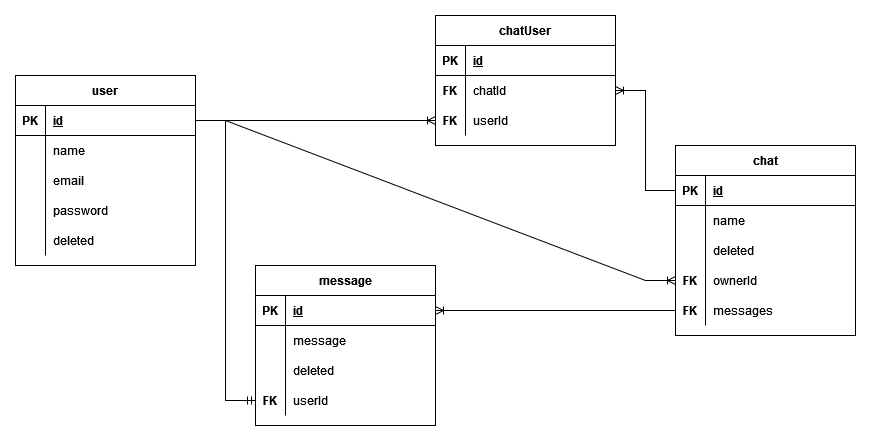 chatUser
PK id
FK chatId
FK userId
user
PK id
name
email
password
deleted
chat
PK id
name
deleted
FK ownerId
FK messages
message
PK id
message
deleted
FK userId